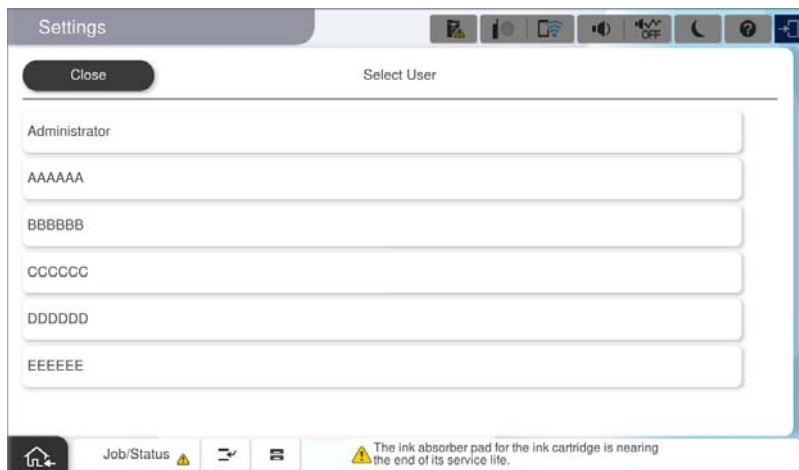 Settings
OFF
?
Close
Select User
Administrator
AAAAAA
BBBBBB
CCCCCC
DDDDDD
EEEEEE
Job/Status
The ink absorber pad for the ink cartridge is nearing
the end of its service life.